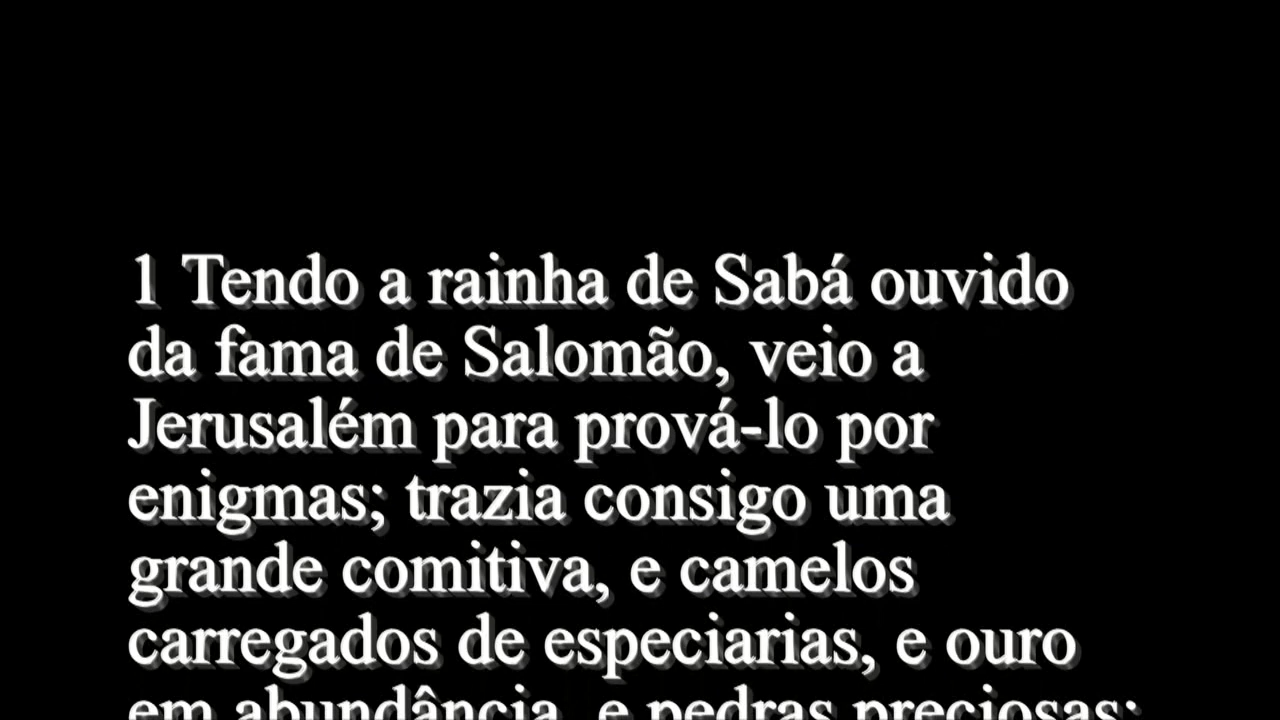 1 Tendo a rainha de Sabá ouvido
da fama de Salomão, veio a
Jerusalém para prová-lo por
enigmas; trazia consigo uma
grande comitiva, e camelos
carregados de especiarias, e ouro
em abundância, e pedras preciosas;